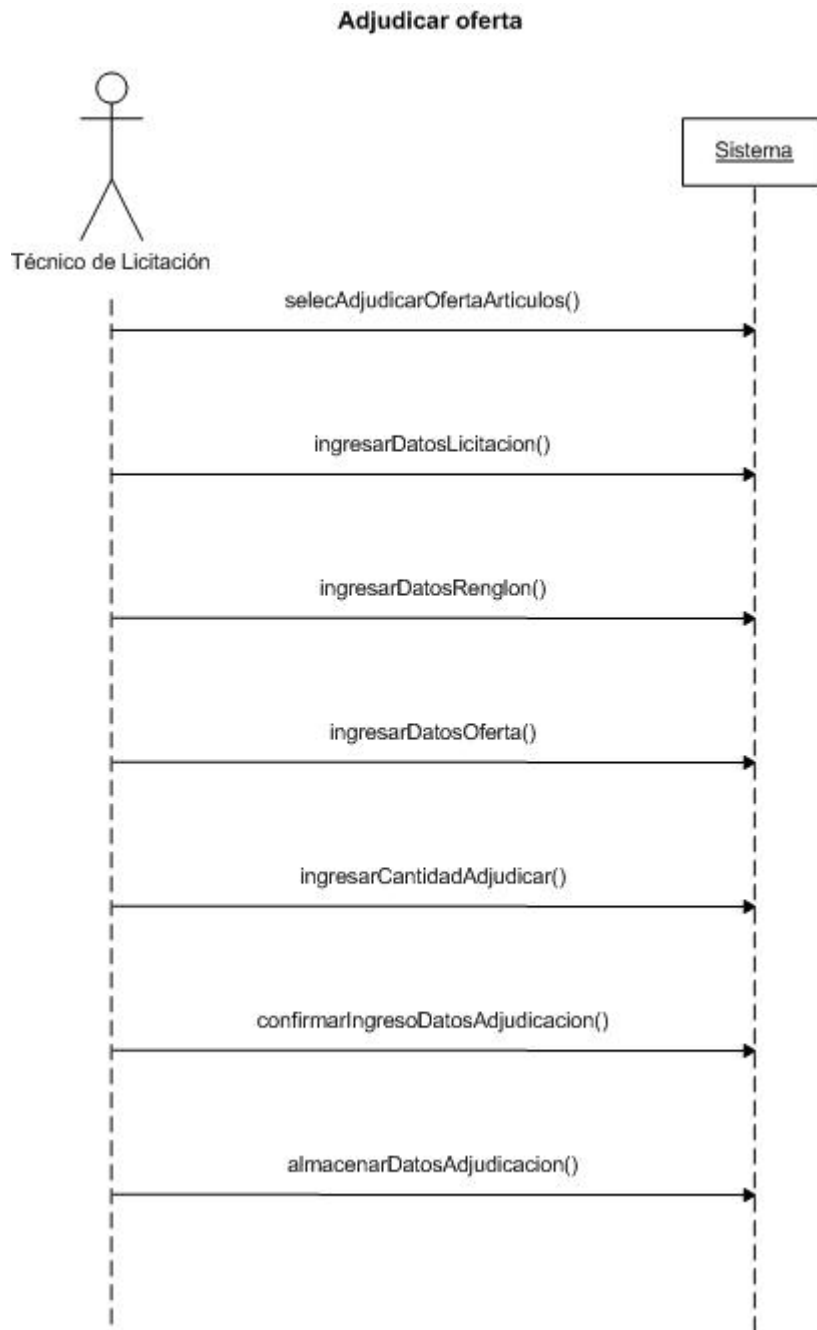 Adjudicar oferta
Sistema
Técnico de Licitación
selecAdjudicarOfertaArticulos()
ingresarDatosLicitacion()
ingresarDatosRenglon()
ingresarDatosOferta()
ingresarCantidadAdjudicar()
confirmarIngresoDatosAdjudicacion()
almacenarDatosAdjudicacion()